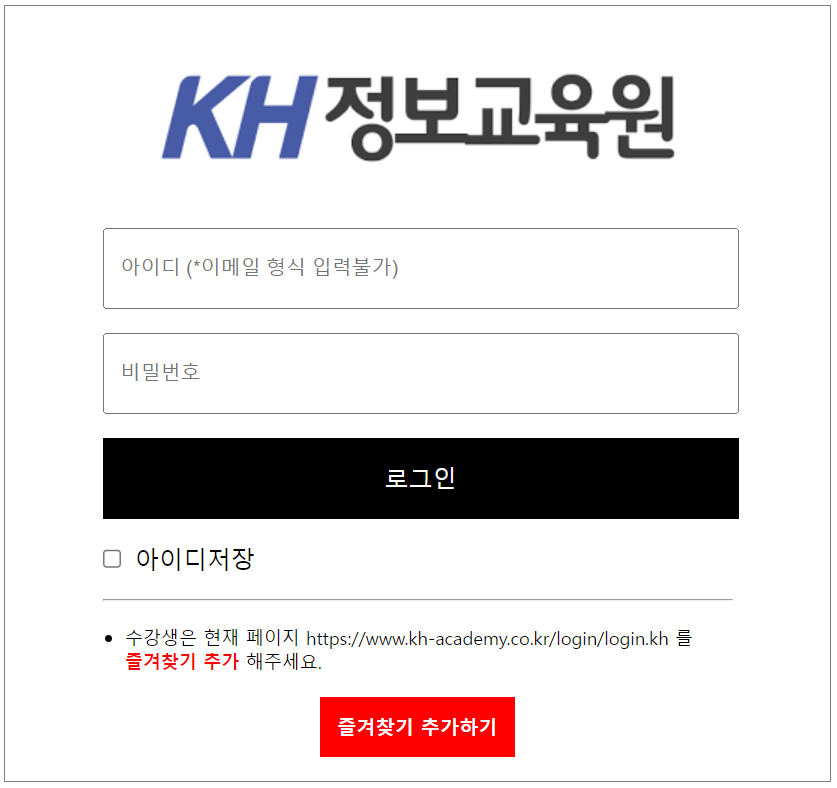 KH정보교육원
아이디 (*이메일 형식 입력불가)
비밀번호
로그인
아이디저장
수강생은 현재 페이지 https://www.kh-academy.co.kr/login/login.kh 를
즐겨찾기 추가 해주세요.
즐겨찾기 추가하기